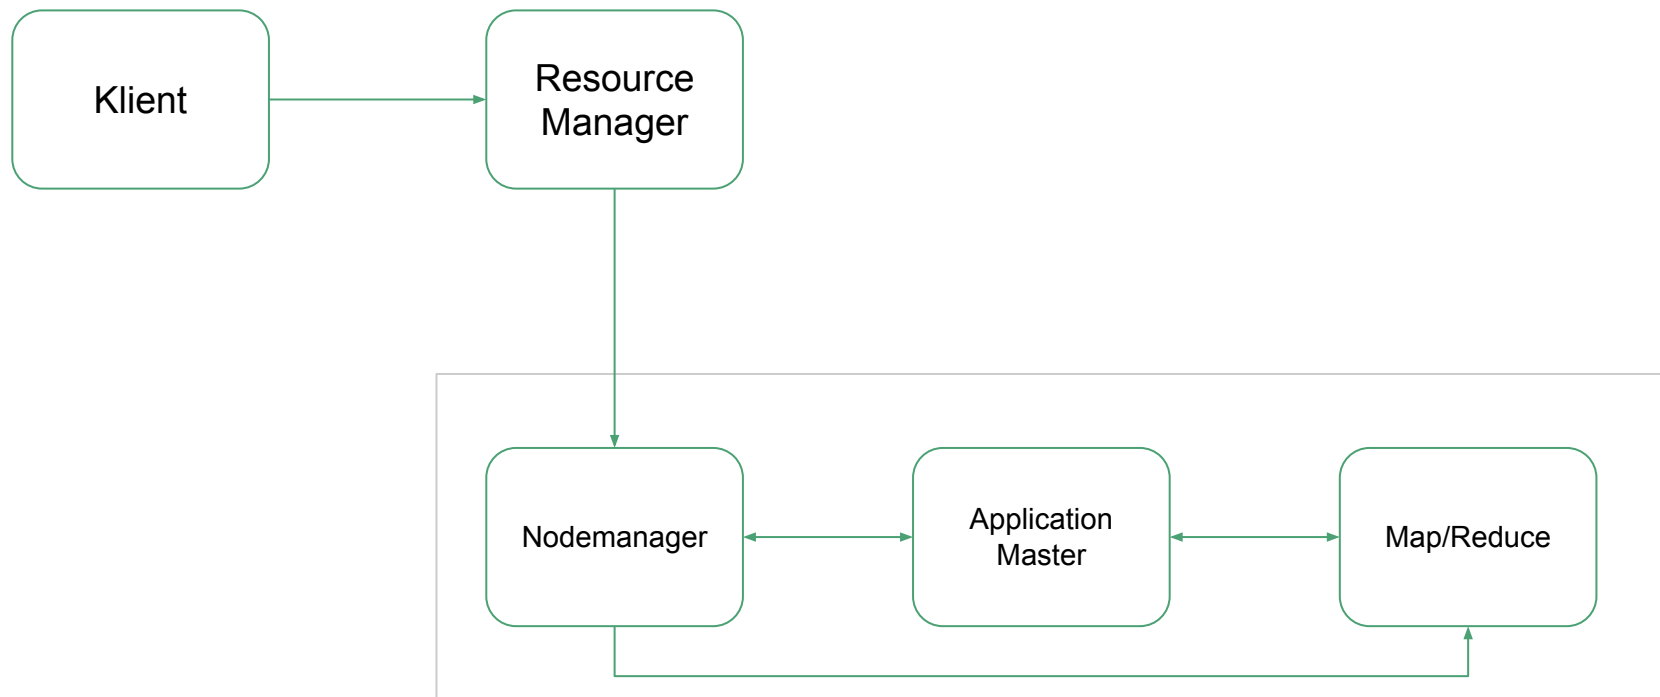 Klient
Resource
Manager
Nodemanager
Application
Master
Map/Reduce